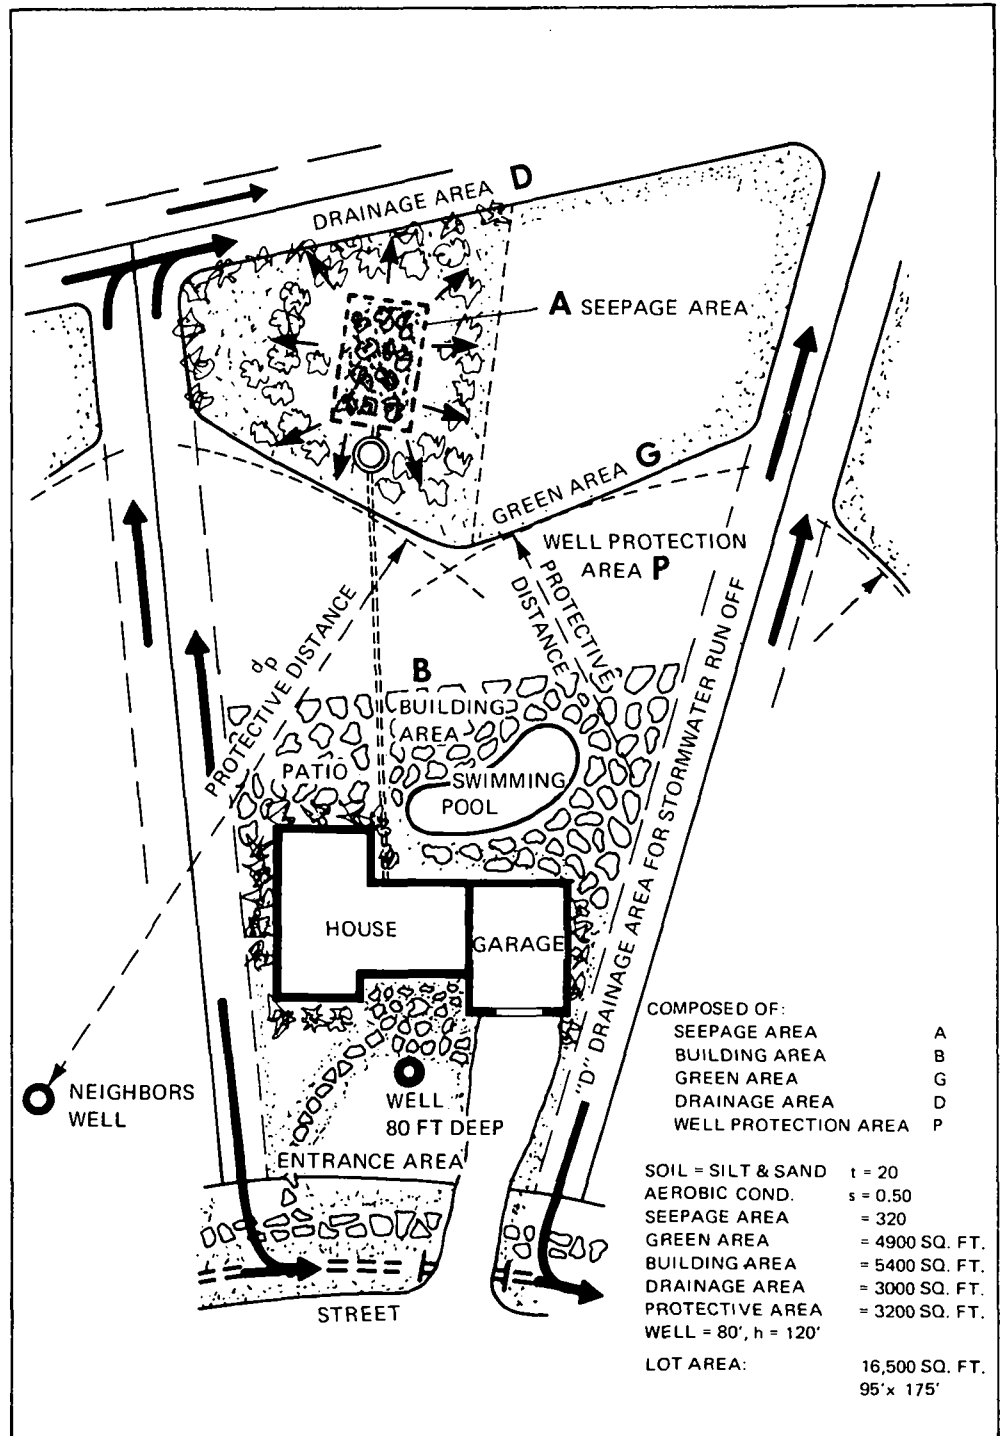 DRAINAGE AREA D
A SEEPAGE AREA
GREEN AREA G
WELL PROTECTION
AREA P
PROTECTIVE
DISTANCE
dp
PROTECTIVE DISTANCE
B
BUILDING
AREA
PATIO
SWIMMING
POOL
"D" DRAINAGE AREA FOR STORMWATER RUN OFF
HOUSE
GARAGE
NEIGHBORS
WELL
WELL
80 FT DEEP
ENTRANCE AREA
STREET
COMPOSED OF:
SEEPAGE AREA A
BUILDING AREA B
GREEN AREA G
DRAINAGE AREA D
WELL PROTECTION AREA P
SOIL = SILT & SAND t = 20
AEROBIC COND. s = 0.50
SEEPAGE AREA = 320
GREEN AREA = 4900 SQ. FT.
BUILDING AREA = 5400 SQ. FT.
DRAINAGE AREA = 3000 SQ. FT.
PROTECTIVE AREA = 3200 SQ. FT.
WELL = 80', h = 120'
LOT AREA: 16,500 SQ. FT.
95' x 175'